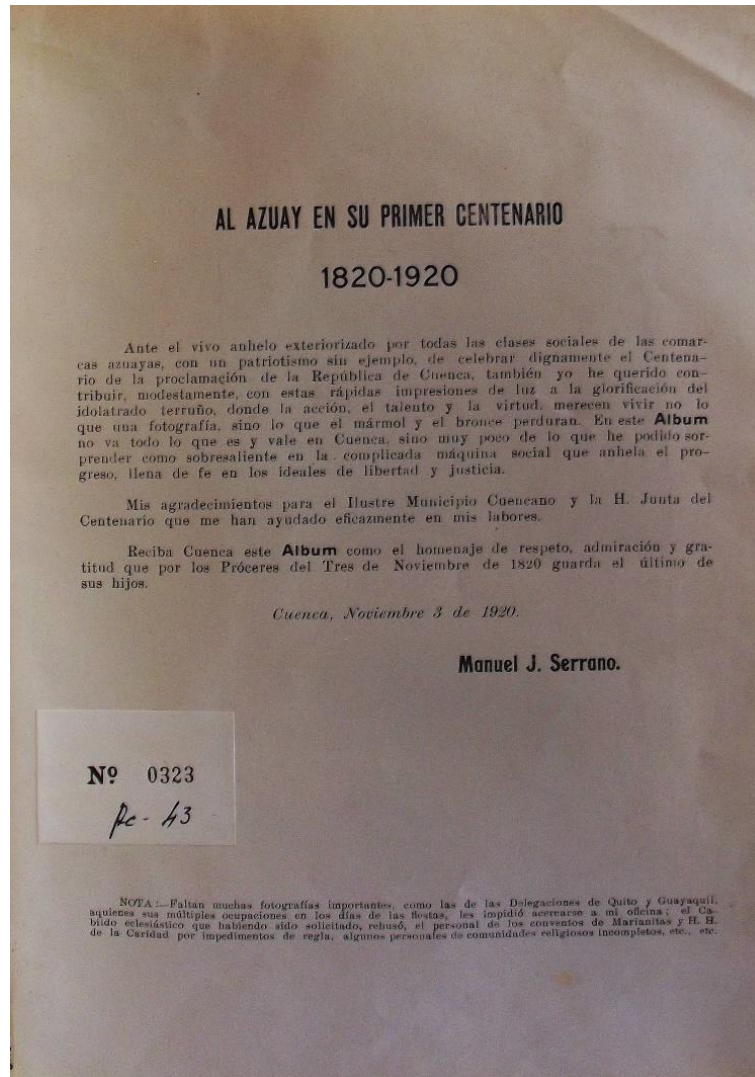 AL AZUAY EN SU PRIMER CENTENARIO
1820-1920
Ante el vivo anhelo exteriorizado por todas las clases sociales de las comar-
cas azuayas, con un patriotismo sin ejemplo, de celebrar dignamente el Centena-
rio de la proclamación de la República de Cuenca, también yo he querido con-
tribuir, modestamente, con estas rápidas impresiones de luz a la glorificación del
idolatrado terruño, donde la acción, el talento y la virtud, merecen vivir no lo
que una fotografía, sino lo que el mármol y el bronce perduran. En este Album
no va todo lo que es y vale en Cuenca, sino muy poco de lo que he podido sor-
prender como sobresaliente en la complicada máquina social que anhela el pro-
greso, llena de fe en los ideales de libertad y justicia.
Mis agradecimientos para el Ilustre Municipio Cuencano y la H. Junta del
Centenario que me han ayudado eficazmente en mis labores.
Reciba Cuenca este Album como el homenaje de respeto, admiración y gra-
titud que por los Próceres del Tres de Noviembre de 1820 guarda el último de
sus hijos.
Cuenca, Noviembre 3 de 1920.
Manuel J. Serrano.
Nº 0323
NOTA:—Faltan muchas fotografías importantes, como las de las Delegaciones de Quito y Guayaquil,
aquienes sus múltiples ocupaciones en los días de las fiestas, les impidió acercarse a mi oficina; el Ca-
bildo eclesiástico que habiendo sido solicitado, rehusó, el personal de los conventos de Marianitas y H. H.
de la Caridad por impedimentos de regla, algunos personales de comunidades religiosos incompletos, etc., etc.